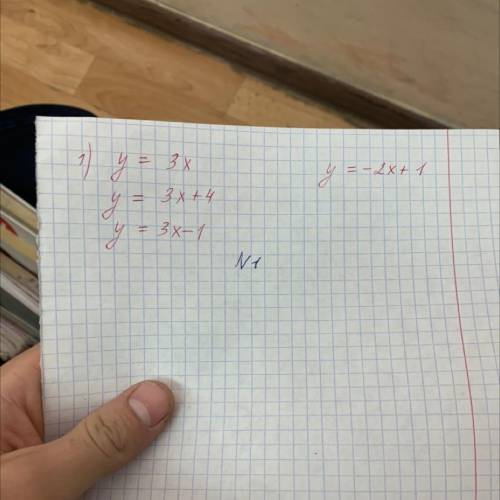 1) y = 3x
y = 3x+4
y = 3x-1
y = -2x+1
N1